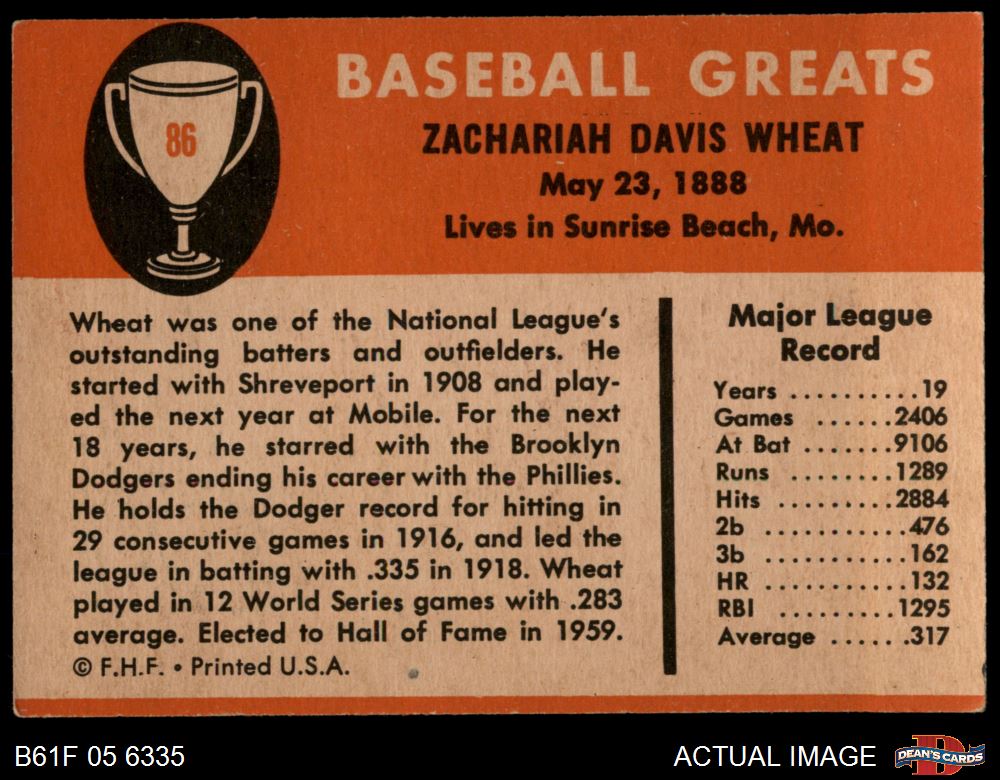 86
BASEBALL GREATS
ZACHARIAH DAVIS WHEAT
May 23, 1888
Lives in Sunrise Beach, Mo.
Wheat was one of the National League's
outstanding batters and outfielders. He
started with Shreveport in 1908 and play-
ed the next year at Mobile. For the next
18 years, he starred with the Brooklyn
Dodgers ending his career with the Phillies.
He holds the Dodger record for hitting in
29 consecutive games in 1916, and led the
league in batting with .335 in 1918. Wheat
played in 12 World Series games with .283
average. Elected to Hall of Fame in 1959.
© F.H.F. • Printed U.S.A.
Major League
Record
Years ..........19
Games ......2406
At Bat .......9106
Runs ........1289
Hits .........2884
2b ...........476
3b ...........162
HR ...........132
RBI .........1295
Average ......317
B61F 05 6335
ACTUAL IMAGE
D
DEAN'S CARDS